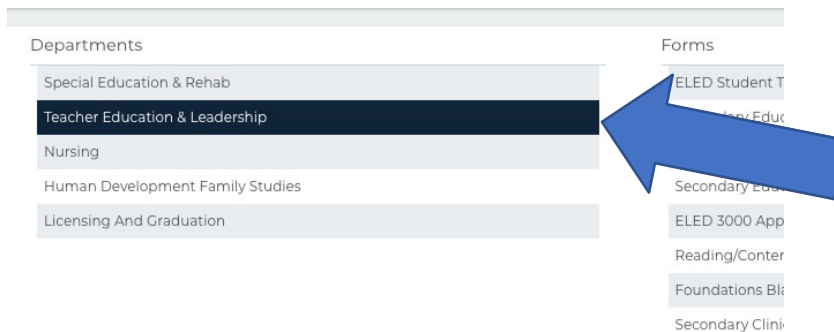 Departments
Special Education & Rehab
Teacher Education & Leadership
Nursing
Human Development Family Studies
Licensing And Graduation
Forms
ELED Student T
Secondary
ELED 3000 App
Reading/Conter
Foundations Bla
Secondary Clini